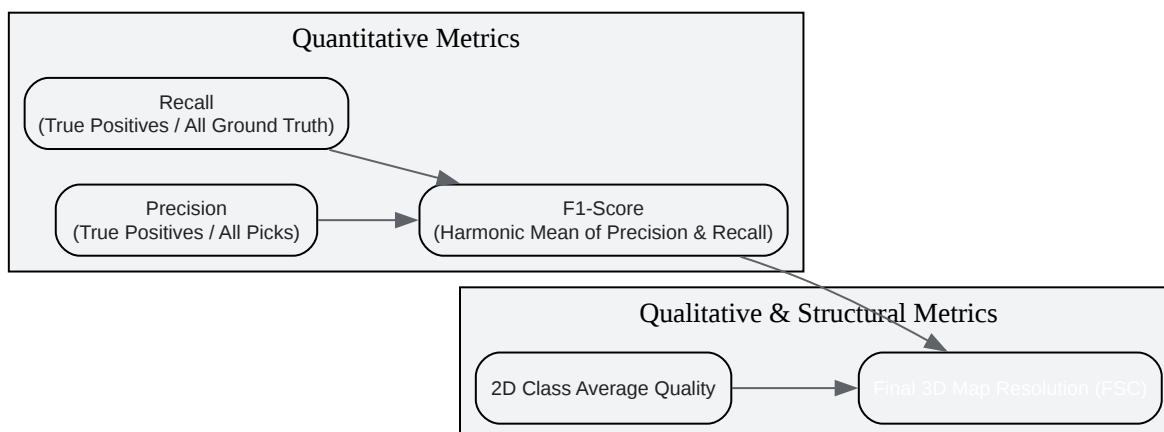 Quantitative Metrics
Recall
(True Positives / All Ground Truth)
Precision
(True Positives / All Picks)
F1-Score
(Harmonic Mean of Precision & Recall)
Qualitative & Structural Metrics
2D Class Average Quality
Final 3D Map Resolution (FSC)